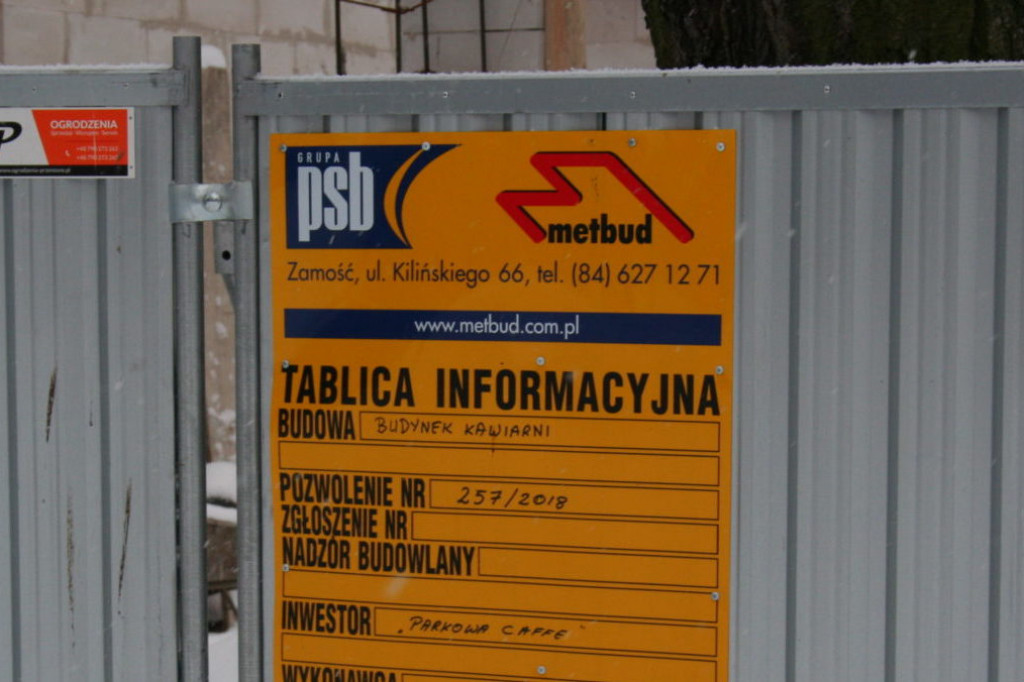 P
OGRODZENIA
GRUPA
psb
metbud
Zamość, ul. Kilińskiego 66, tel. (84) 627 12 71
www.metbud.com.pl
TABLICA INFORMACYJNA
BUDOWA BUDYNEK KAWIARNI
POZWOLENIE NR 257/2018
ZGŁOSZENIE NR
NADZÓR BUDOWLANY
INWESTOR „PARKOWA CAFFE"
WYKONAWCA